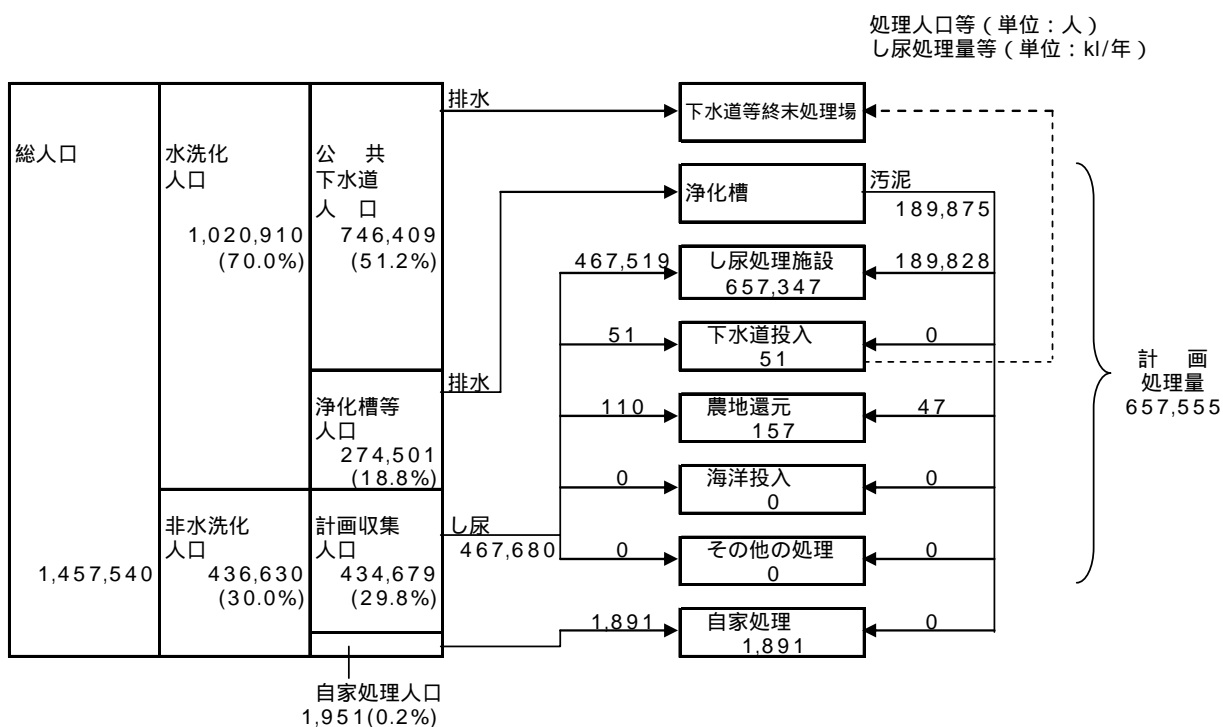 処理人口等（単位：人）
し尿処理量等（単位：kl/年）
総人口
1,457,540
水洗化
人口
1,020,910
(70.0%)
非水洗化
人口
436,630
(30.0%)
公　共
下水道
人　口
746,409
(51.2%)
浄化槽等
人口
274,501
(18.8%)
計画収集
人口
434,679
(29.8%)
自家処理人口
1,951(0.2%)
排水
下水道等終末処理場
排水
浄化槽
汚泥
189,875
し尿
467,680
467,519
し尿処理施設
657,347
189,828
51
下水道投入
51
0
110
農地還元
157
47
0
海洋投入
0
0
0
その他の処理
0
0
1,891
自家処理
1,891
0
計　画
処理量
657,555